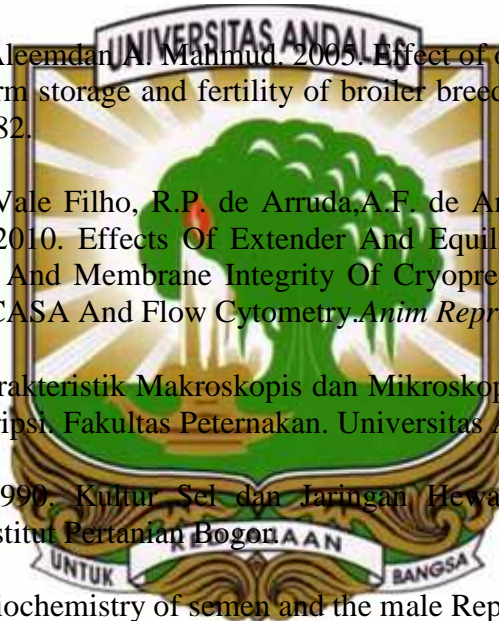 UNIVERSITAS ANDALAS
Aleemdan A. Mahmud. 2005. Effect of
rm storage and fertility of broiler breed
82.
Vale Filho, R.P. de Arruda,A.F. de
2010. Effects Of Extender And Equil
And Membrane Integrity Of Cryopre
CASA And Flow Cytometry.Anim Repr
rakteristik Makroskopis dan Mikroskop
ripsi. Fakultas Peternakan. Universitas A
990. Kultur Sel dan Jaringan Hewa
stitut Pertanian Bogor.
UNTUK KEDJAJAAN BANGSA
iochemistry of semen and the male Rep